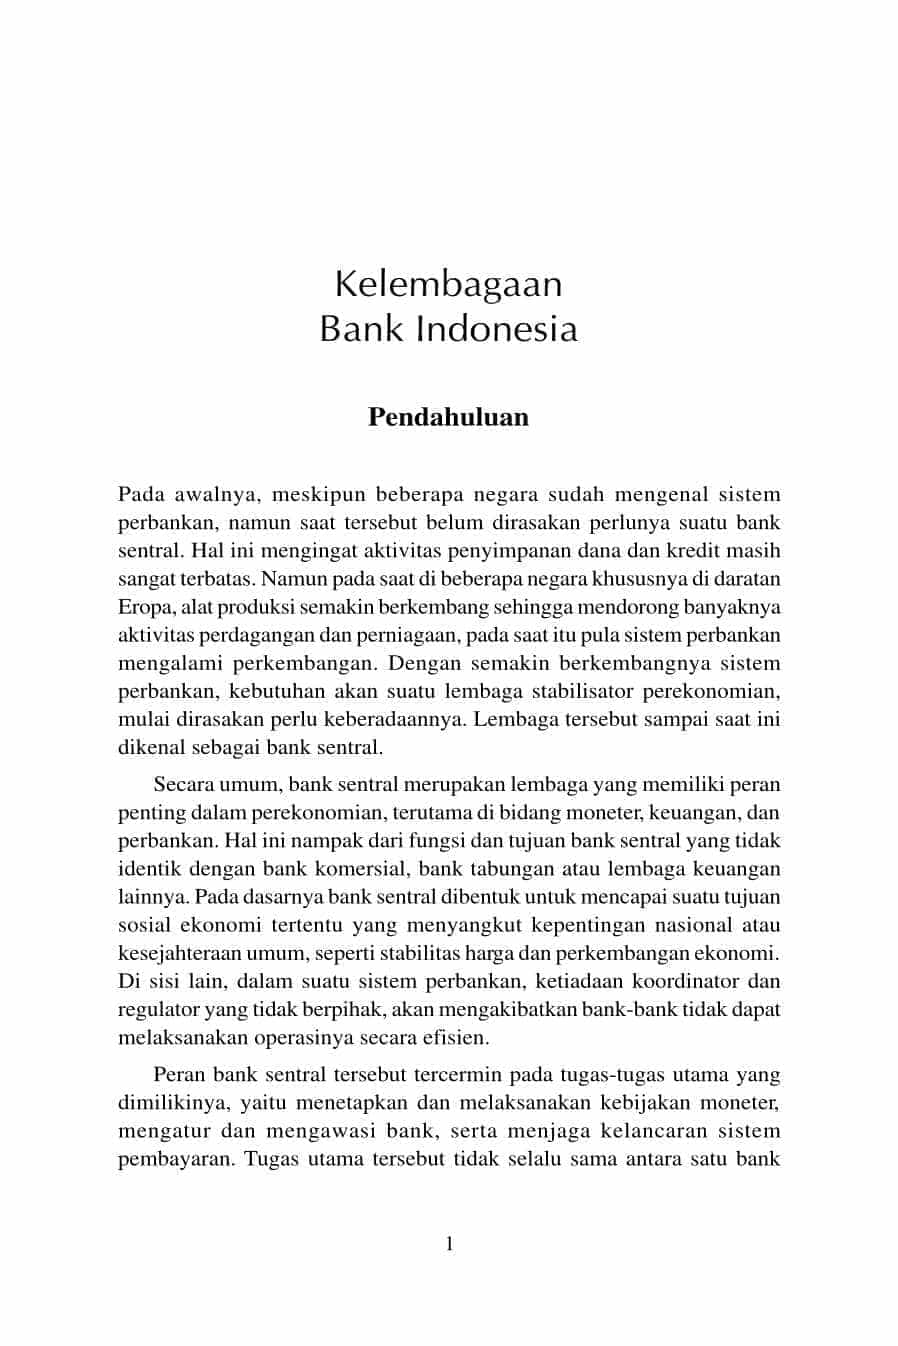 Kelembagaan
Bank Indonesia
Pendahuluan
Pada awalnya, meskipun beberapa negara sudah mengenal sistem
perbankan, namun saat tersebut belum dirasakan perlunya suatu bank
sentral. Hal ini mengingat aktivitas penyimpanan dana dan kredit masih
sangat terbatas. Namun pada saat di beberapa negara khususnya di daratan
Eropa, alat produksi semakin berkembang sehingga mendorong banyaknya
aktivitas perdagangan dan perniagaan, pada saat itu pula sistem perbankan
mengalami perkembangan. Dengan semakin berkembangnya sistem
perbankan, kebutuhan akan suatu lembaga stabilisator perekonomian,
mulai dirasakan perlu keberadaannya. Lembaga tersebut sampai saat ini
dikenal sebagai bank sentral.
Secara umum, bank sentral merupakan lembaga yang memiliki peran
penting dalam perekonomian, terutama di bidang moneter, keuangan, dan
perbankan. Hal ini nampak dari fungsi dan tujuan bank sentral yang tidak
identik dengan bank komersial, bank tabungan atau lembaga keuangan
lainnya. Pada dasarnya bank sentral dibentuk untuk mencapai suatu tujuan
sosial ekonomi tertentu yang menyangkut kepentingan nasional atau
kesejahteraan umum, seperti stabilitas harga dan perkembangan ekonomi.
Di sisi lain, dalam suatu sistem perbankan, ketiadaan koordinator dan
regulator yang tidak berpihak, akan mengakibatkan bank-bank tidak dapat
melaksanakan operasinya secara efisien.
Peran bank sentral tersebut tercermin pada tugas-tugas utama yang
dimilikinya, yaitu menetapkan dan melaksanakan kebijakan moneter,
mengatur dan mengawasi bank, serta menjaga kelancaran sistem
pembayaran. Tugas utama tersebut tidak selalu sama antara satu bank
1